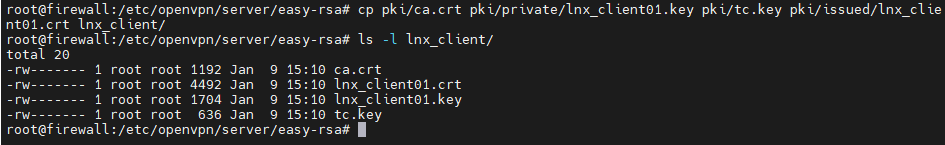 root@firewall:/etc/openvpn/server/easy-rsa# cp pki/ca.crt pki/private/lnx_client01.key pki/tc.key pki/issued/lnx_clie
nt01.crt lnx_client/
root@firewall:/etc/openvpn/server/easy-rsa# ls -l lnx_client/
total 20
-rw------- 1 root root 1192 Jan  9 15:10 ca.crt
-rw------- 1 root root 4492 Jan  9 15:10 lnx_client01.crt
-rw------- 1 root root 1704 Jan  9 15:10 lnx_client01.key
-rw------- 1 root root  636 Jan  9 15:10 tc.key
root@firewall:/etc/openvpn/server/easy-rsa#